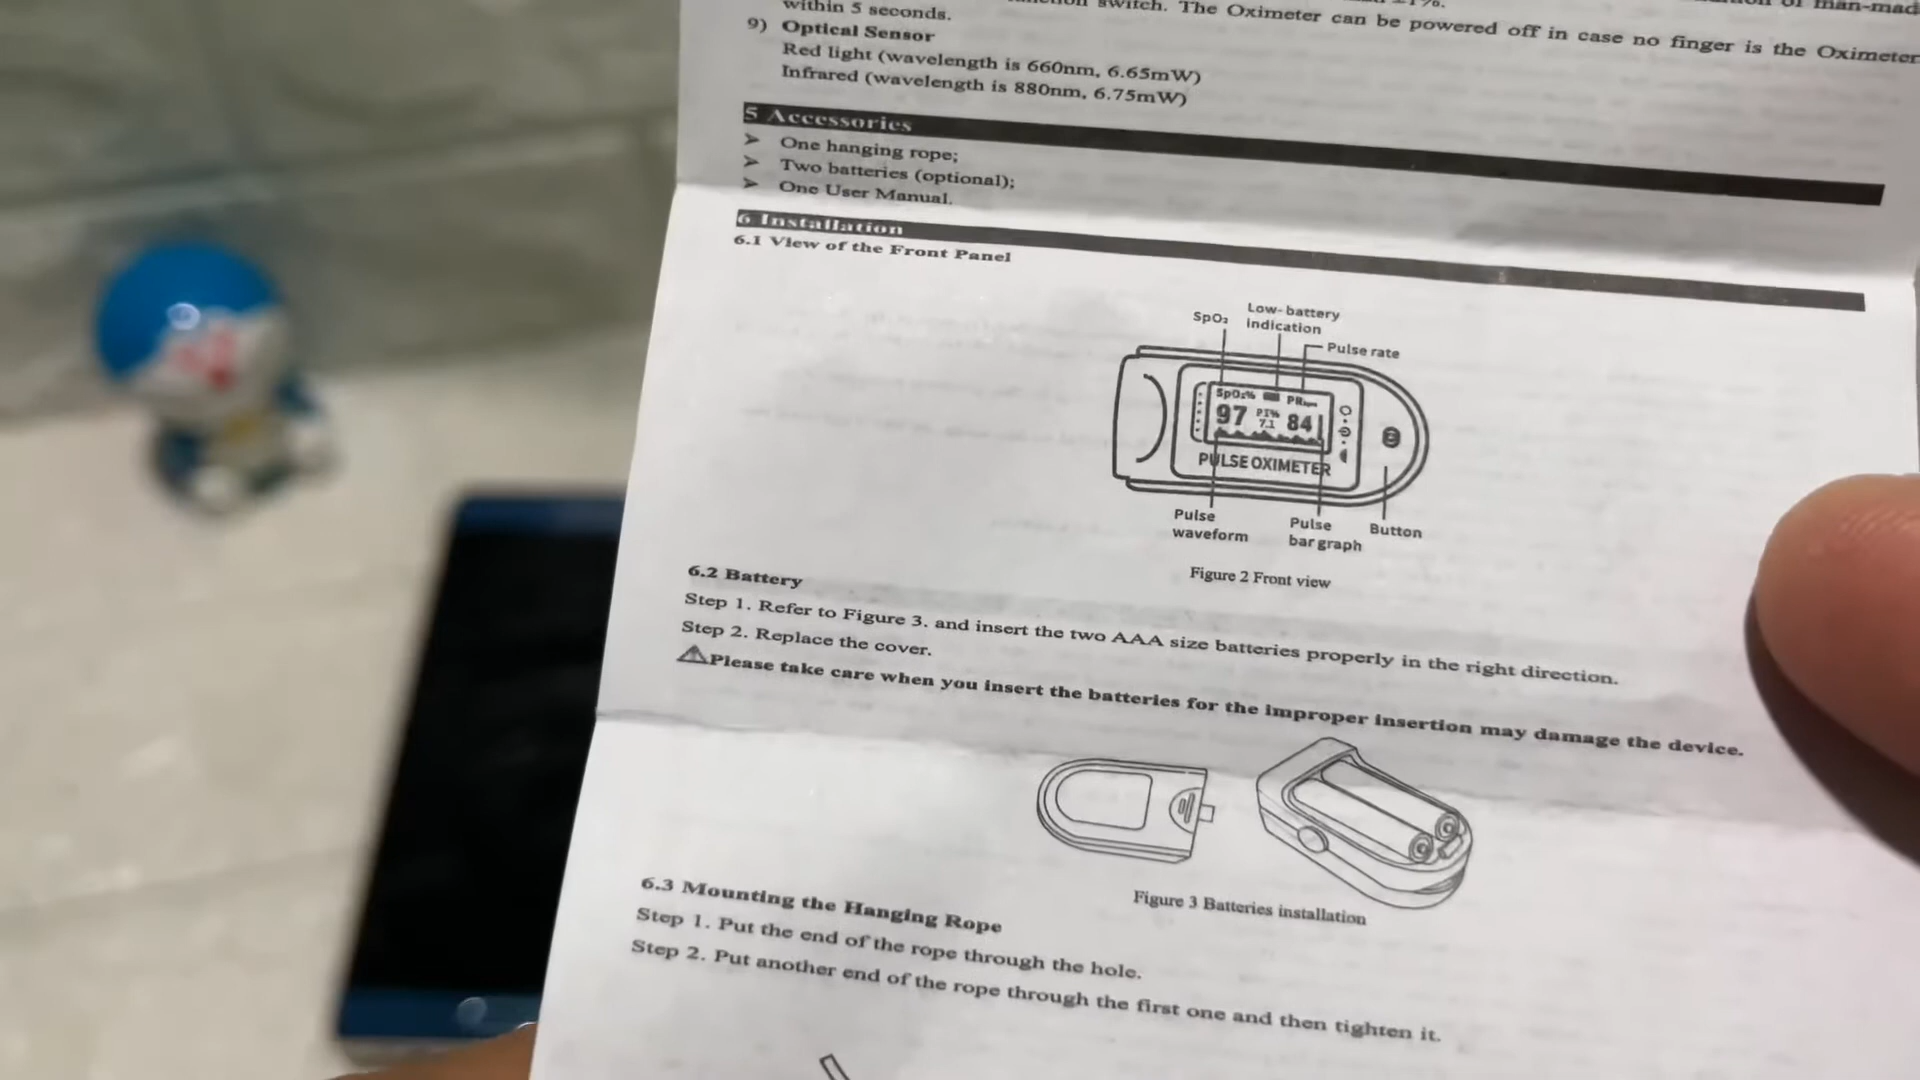 switch. The Oximeter can be powered off in case no finger is the Oximeter
within 5 seconds.
9) Optical Sensor
Red light (wavelength is 660nm, 6.65mW)
Infrared (wavelength is 880nm, 6.75mW)
5 Accessories
➢ One hanging rope;
➢ Two batteries (optional);
➢ One User Manual.
6 Installation
6.1 View of the Front Panel
SpO₂
Low-battery
indication
Pulse rate
SpO₂% PRbpm
97 PI% 7.1 84
PULSE OXIMETER
Pulse
waveform
Pulse
bar graph
Button
Figure 2 Front view
6.2 Battery
Step 1. Refer to Figure 3. and insert the two AAA size batteries properly in the right direction.
Step 2. Replace the cover.
⚠Please take care when you insert the batteries for the improper insertion may damage the device.
Figure 3 Batteries installation
6.3 Mounting the Hanging Rope
Step 1. Put the end of the rope through the hole.
Step 2. Put another end of the rope through the first one and then tighten it.